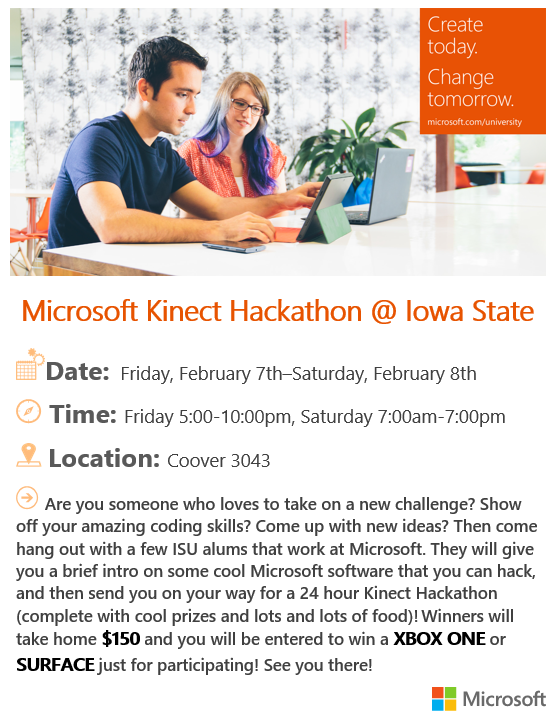 Create
today.
Change
tomorrow.
microsoft.com/university
Microsoft Kinect Hackathon @ Iowa State
Date: Friday, February 7th–Saturday, February 8th
Time: Friday 5:00-10:00pm, Saturday 7:00am-7:00pm
Location: Coover 3043
Are you someone who loves to take on a new challenge? Show
off your amazing coding skills? Come up with new ideas? Then come
hang out with a few ISU alums that work at Microsoft. They will give
you a brief intro on some cool Microsoft software that you can hack,
and then send you on your way for a 24 hour Kinect Hackathon
(complete with cool prizes and lots and lots of food)! Winners will
take home $150 and you will be entered to win a XBOX ONE or
SURFACE just for participating! See you there!
Microsoft